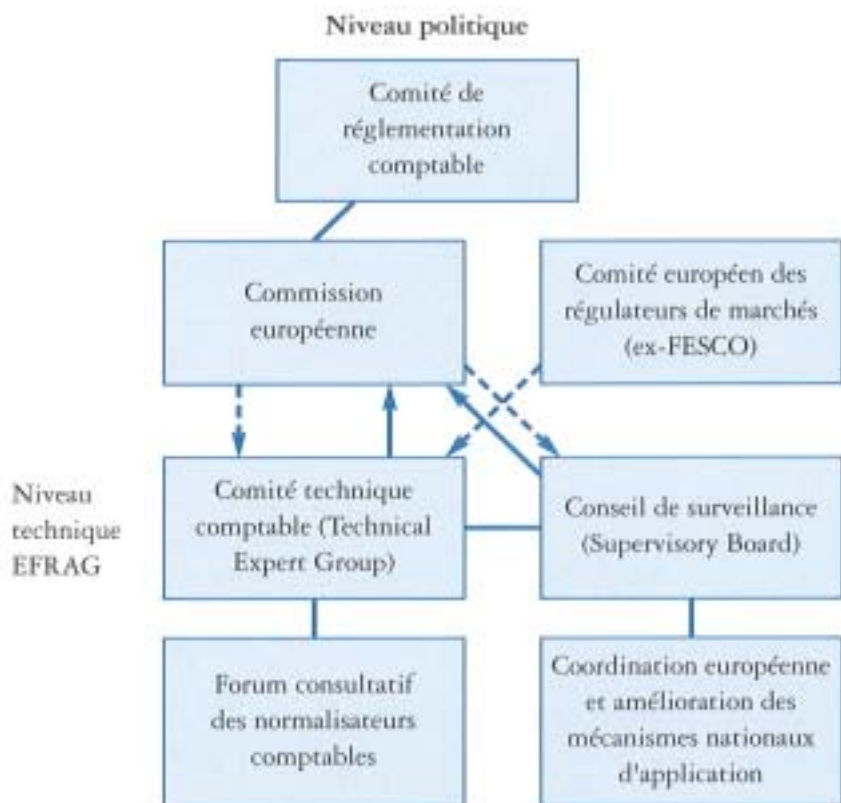 Niveau politique
Comité de
réglementation
comptable
Commission
européenne
Comité européen des
régulateurs de marchés
(ex-FESCO)
Niveau
technique
EFRAG
Comité technique
comptable (Technical
Expert Group)
Conseil de surveillance
(Supervisory Board)
Forum consultatif
des normalisateurs
comptables
Coordination européenne
et amélioration des
mécanismes nationaux
d'application